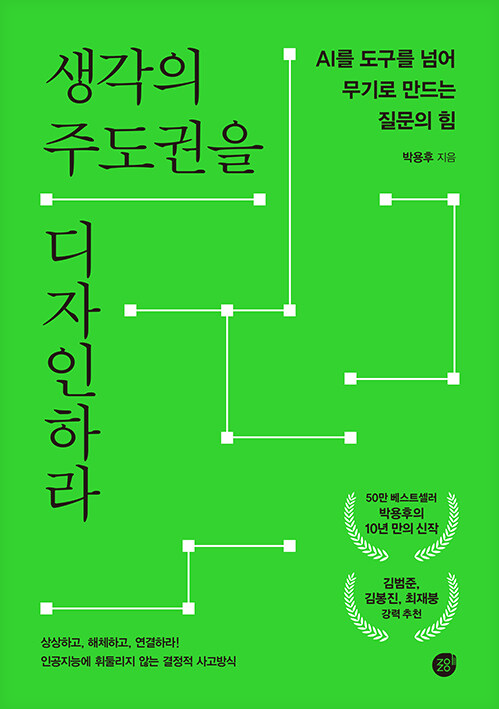 생각의
주도권을
디자인하라
AI를 도구를 넘어
무기로 만드는
질문의 힘
박용후 지음
50만 베스트셀러
박용후의
10년 만의 신작
김범준,
김봉진, 최재붕
강력 추천
상상하고, 해체하고, 연결하라!
인공지능에 휘둘리지 않는 결정적 사고방식